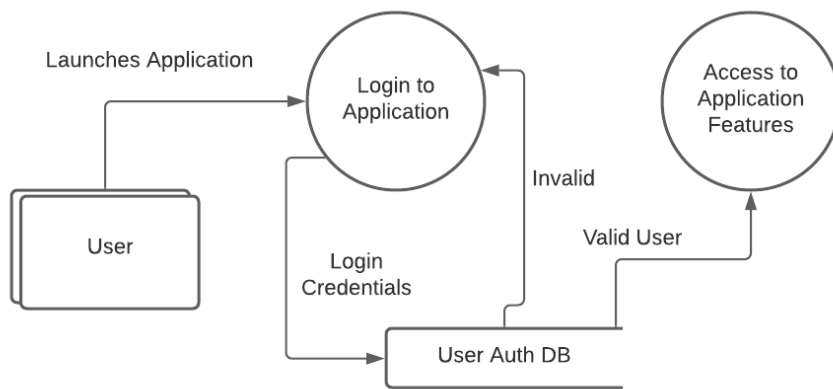 Launches Application
Login to
Application
Access to
Application
Features
Invalid
User
Valid User
Login
Credentials
User Auth DB